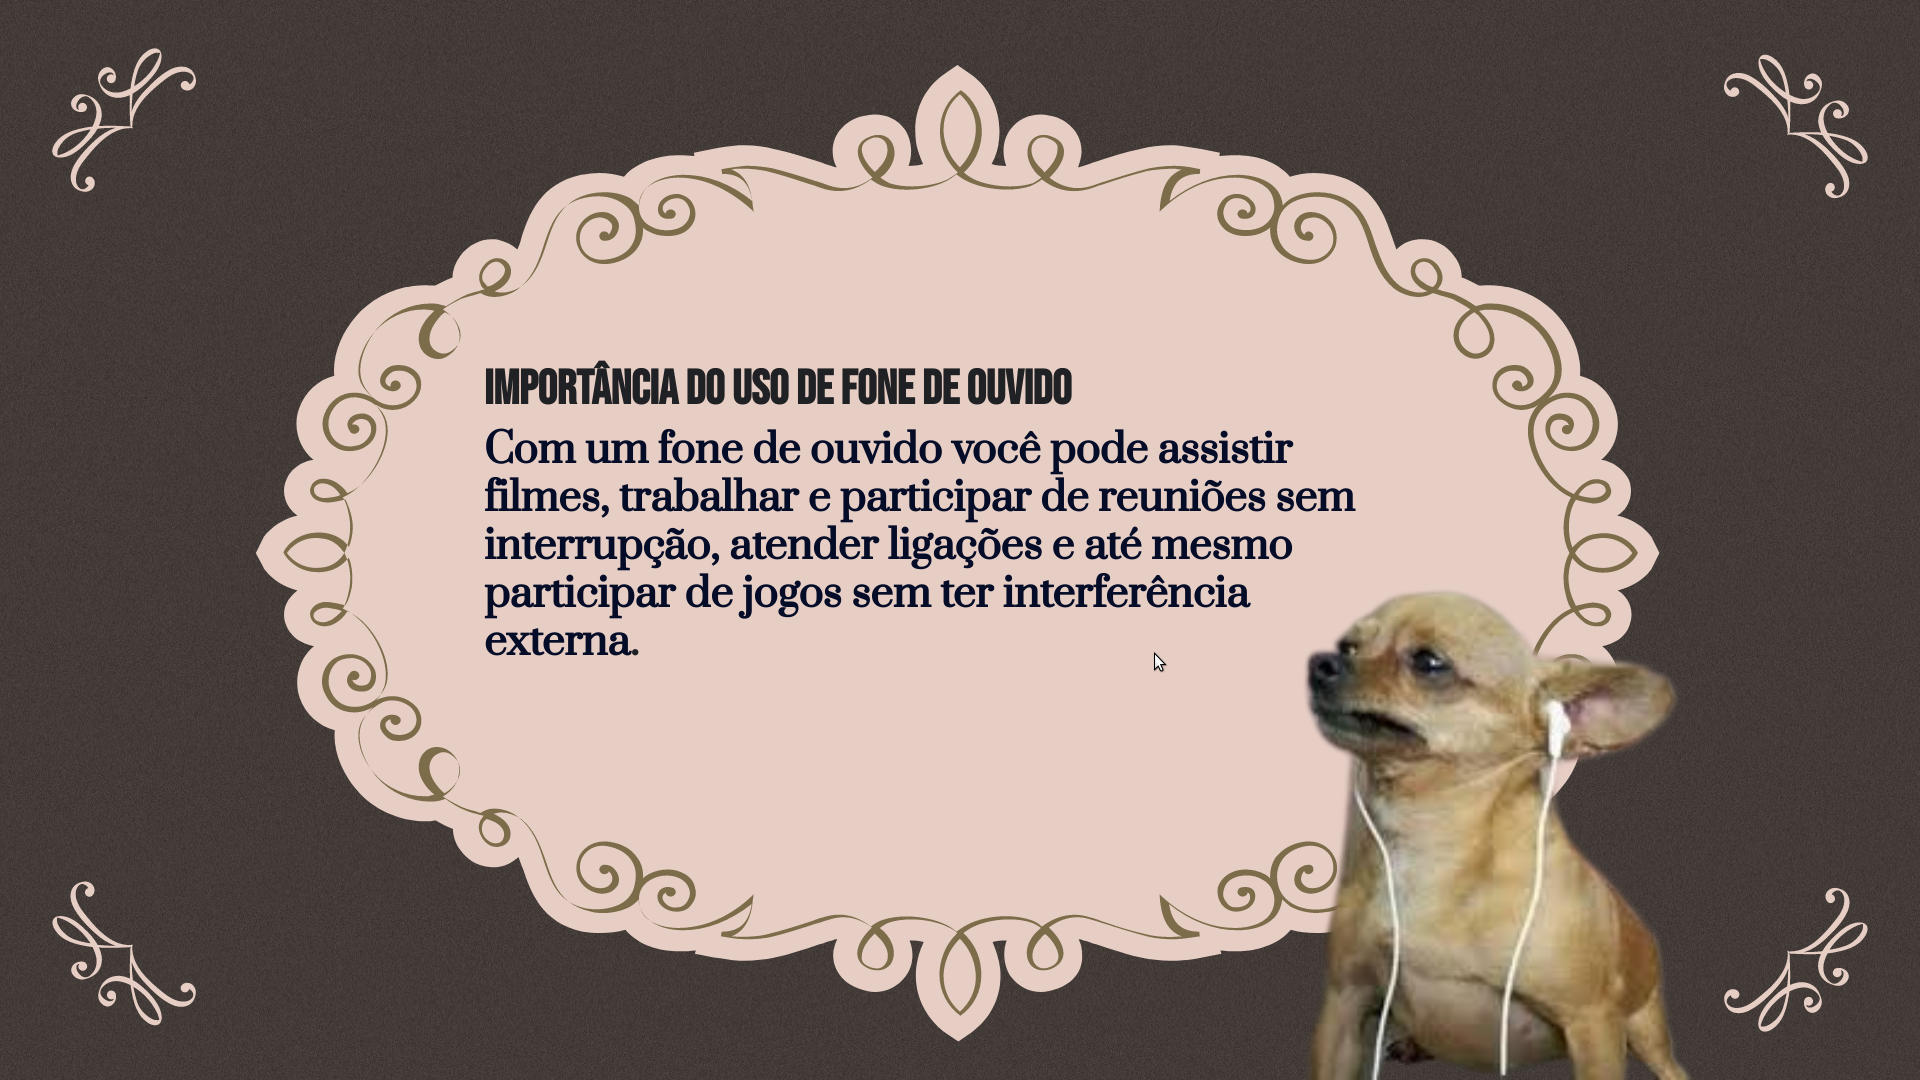 IMPORTÂNCIA DO USO DE FONE DE OUVIDO
Com um fone de ouvido você pode assistir
filmes, trabalhar e participar de reuniões sem
interrupção, atender ligações e até mesmo
participar de jogos sem ter interferência
externa.